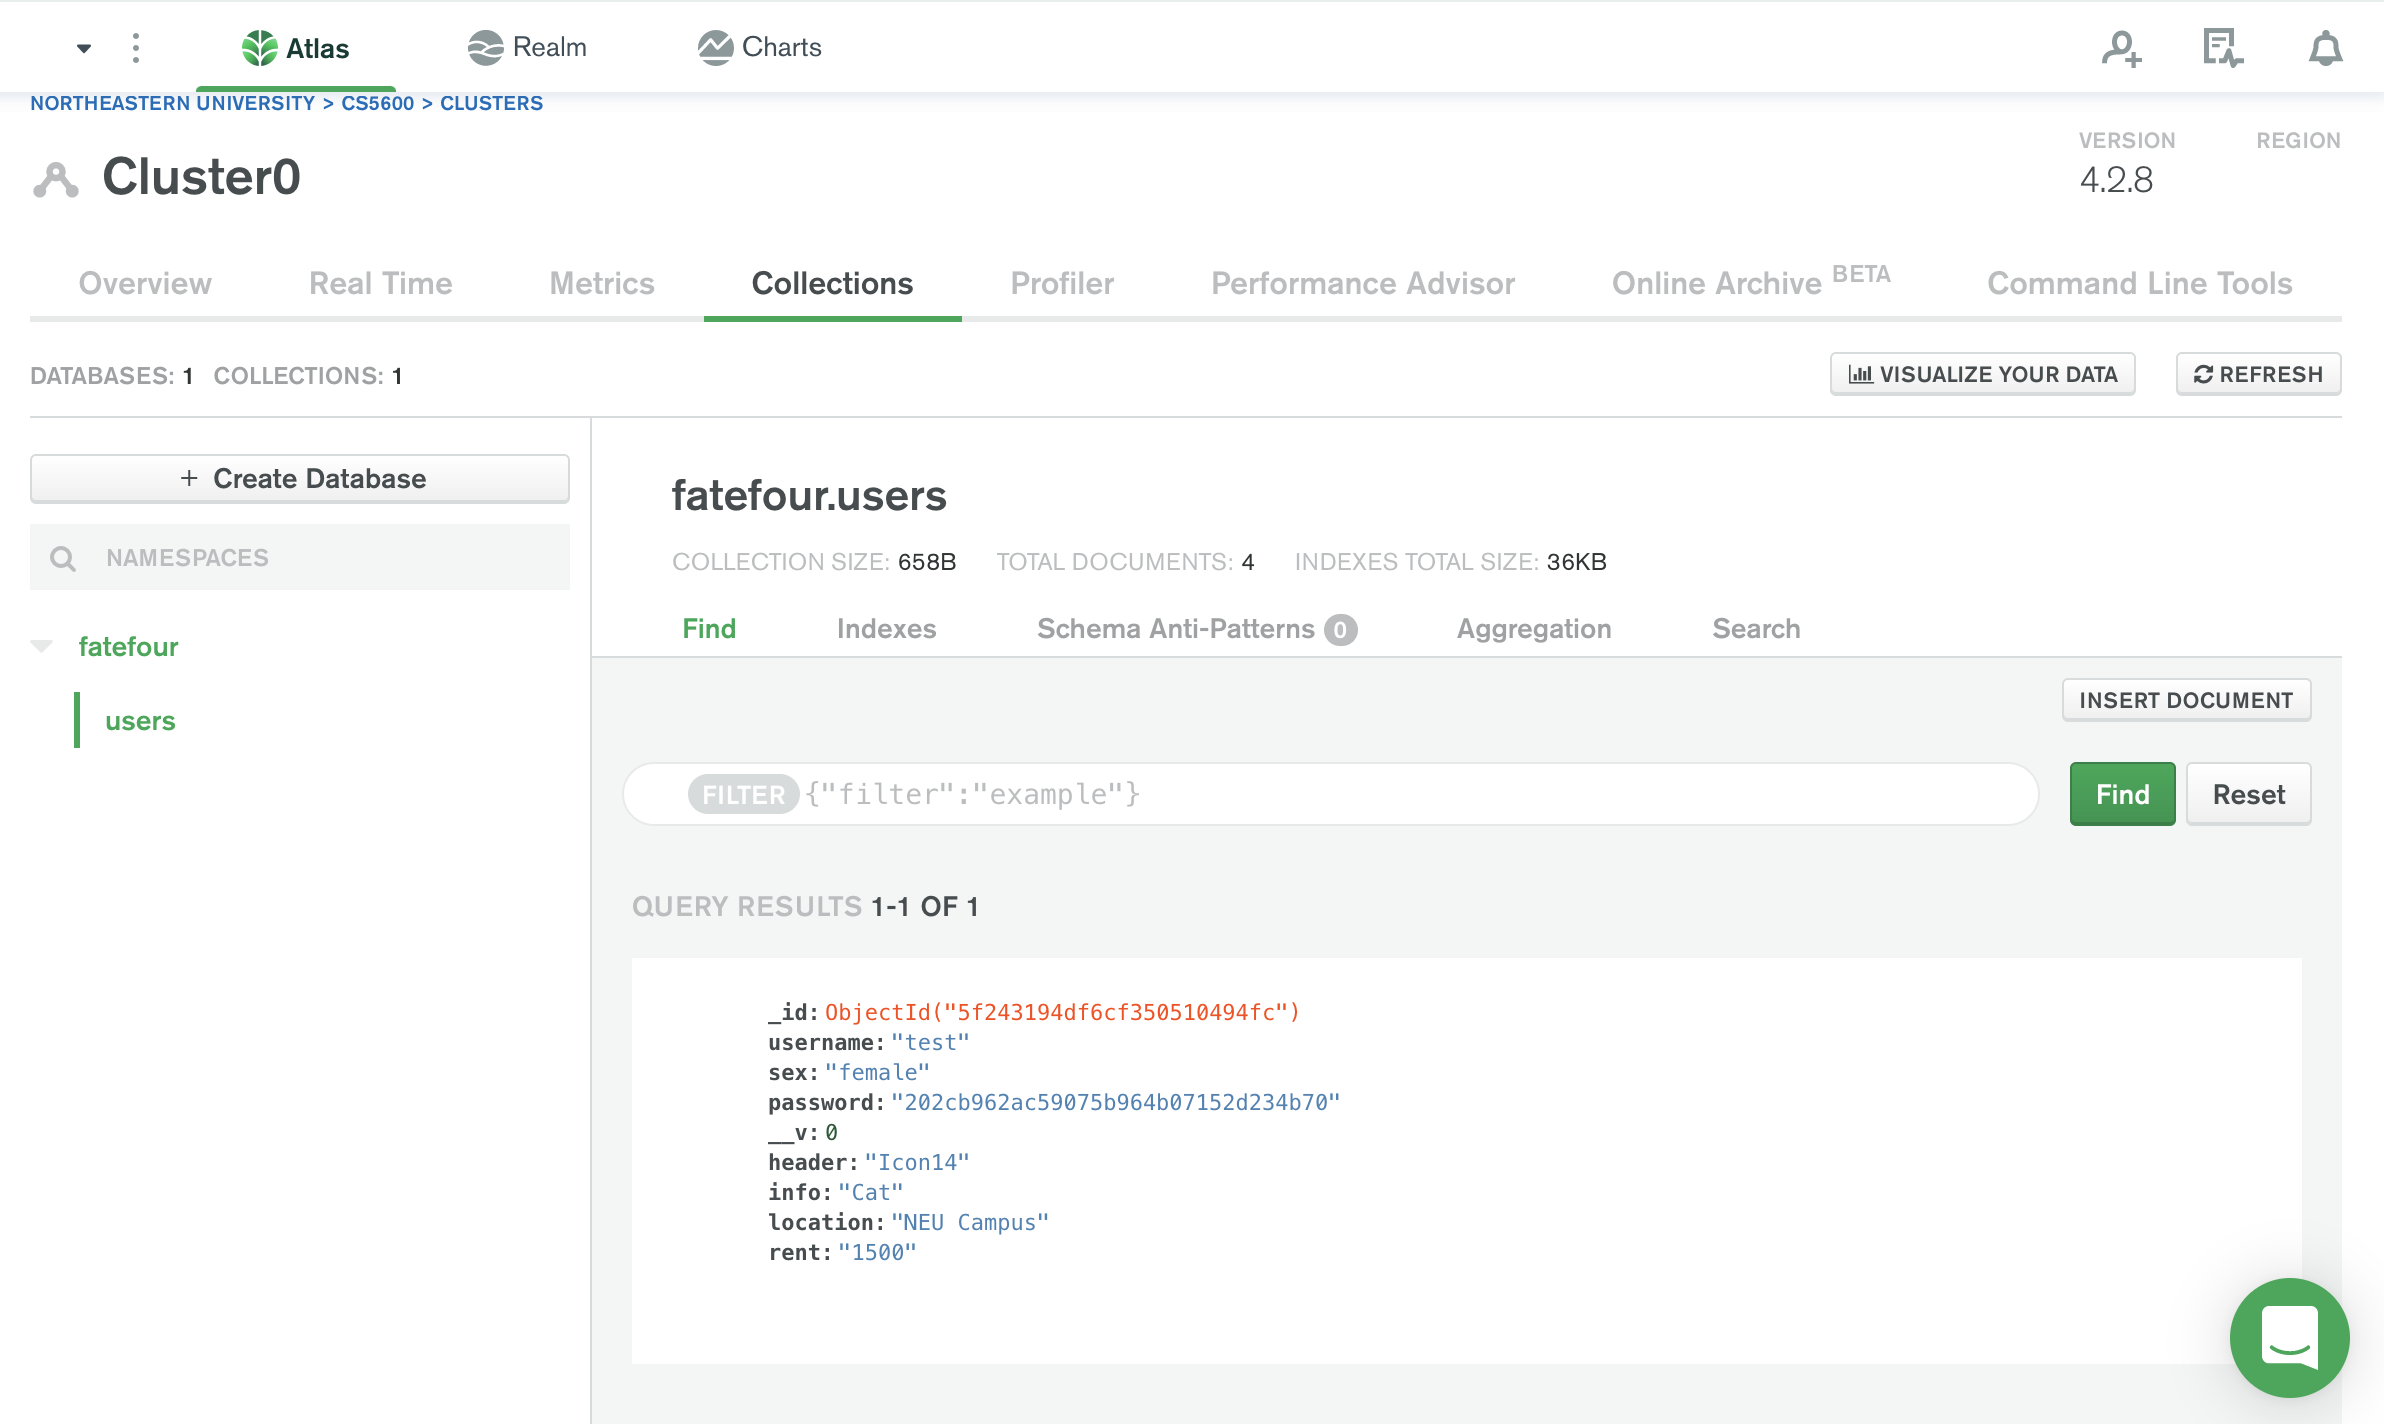 Atlas Realm Charts
NORTHEASTERN UNIVERSITY > CS5600 > CLUSTERS
VERSION REGION
Cluster0 4.2.8
Overview Real Time Metrics Collections Profiler Performance Advisor Online Archive BETA Command Line Tools
DATABASES: 1 COLLECTIONS: 1 VISUALIZE YOUR DATA REFRESH
+ Create Database
NAMESPACES
fatefour
users
fatefour.users
COLLECTION SIZE: 658B TOTAL DOCUMENTS: 4 INDEXES TOTAL SIZE: 36KB
Find Indexes Schema Anti-Patterns 0 Aggregation Search
INSERT DOCUMENT
FILTER {"filter":"example"} Find Reset
QUERY RESULTS 1-1 OF 1
_id: ObjectId("5f243194df6cf350510494fc")
username: "test"
sex: "female"
password: "202cb962ac59075b964b07152d234b70"
__v: 0
header: "Icon14"
info: "Cat"
location: "NEU Campus"
rent: "1500"